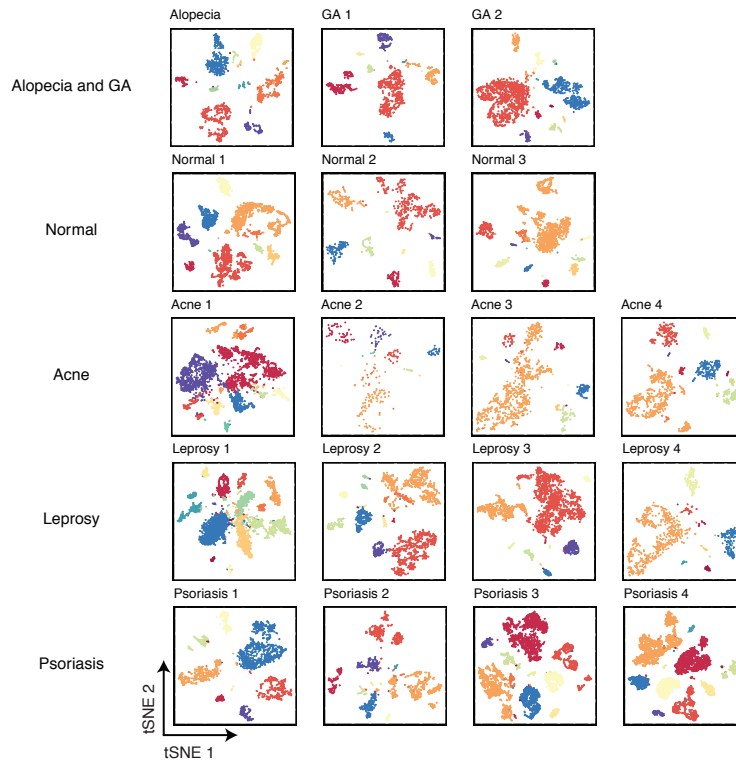 Alopecia GA 1 GA 2
Alopecia and GA
Normal 1 Normal 2 Normal 3
Normal
Acne 1 Acne 2 Acne 3 Acne 4
Acne
Leprosy 1 Leprosy 2 Leprosy 3 Leprosy 4
Leprosy
Psoriasis 1 Psoriasis 2 Psoriasis 3 Psoriasis 4
Psoriasis
tSNE 2
tSNE 1